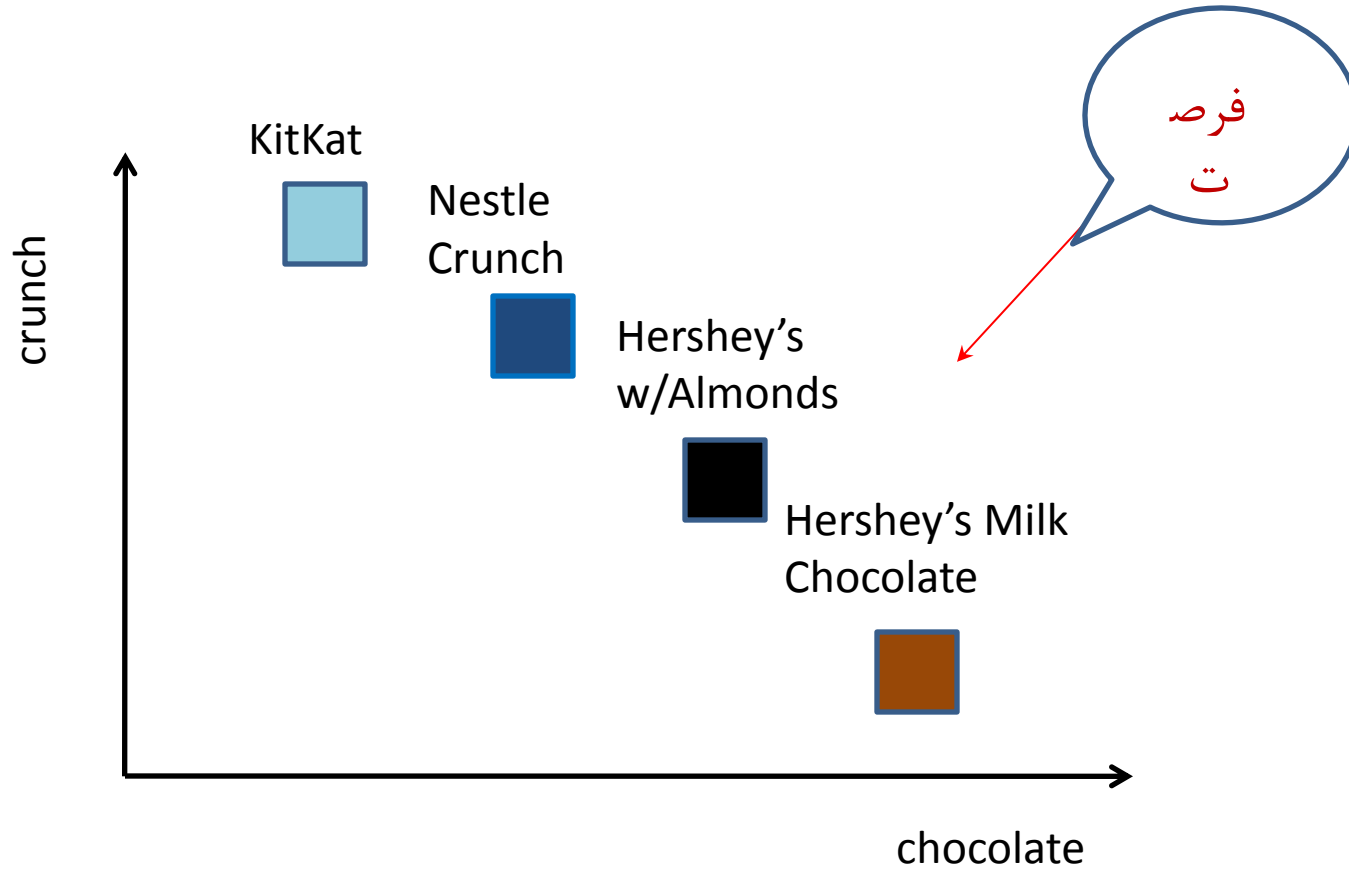 فرص
ت
KitKat
Nestle
Crunch
crunch
Hershey’s
w/Almonds
Hershey’s Milk
Chocolate
chocolate